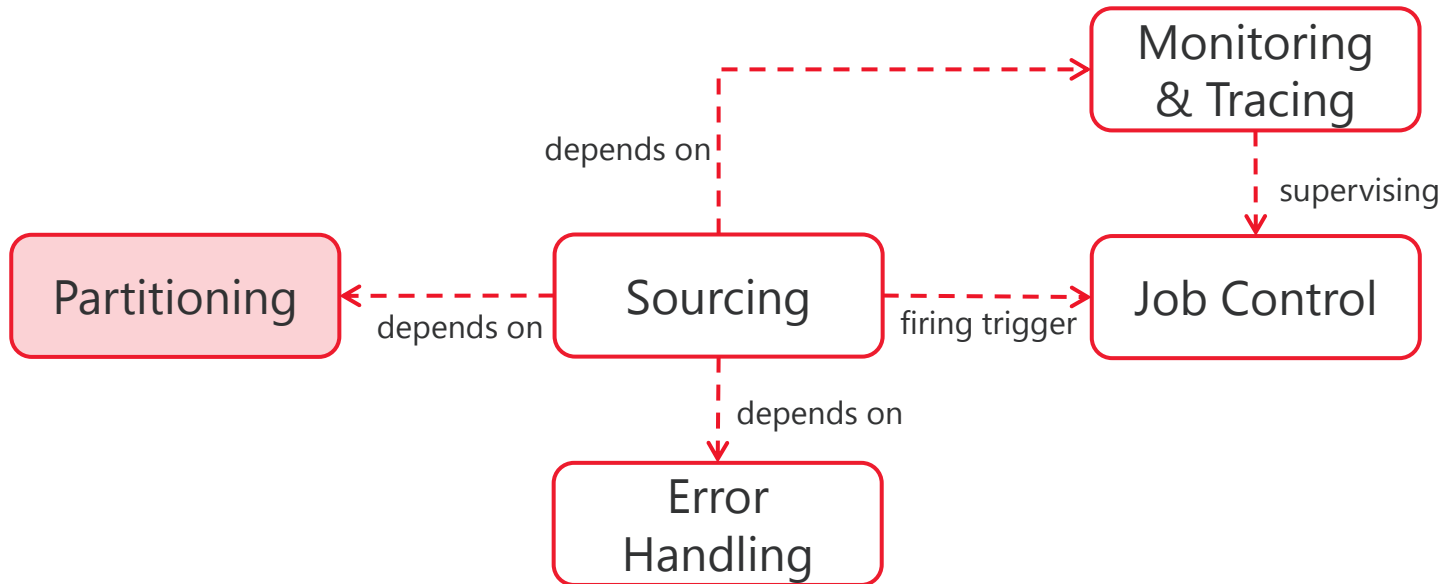 Monitoring
& Tracing
depends on
supervising
Partitioning
Sourcing
Job Control
depends on
firing trigger
depends on
Error
Handling